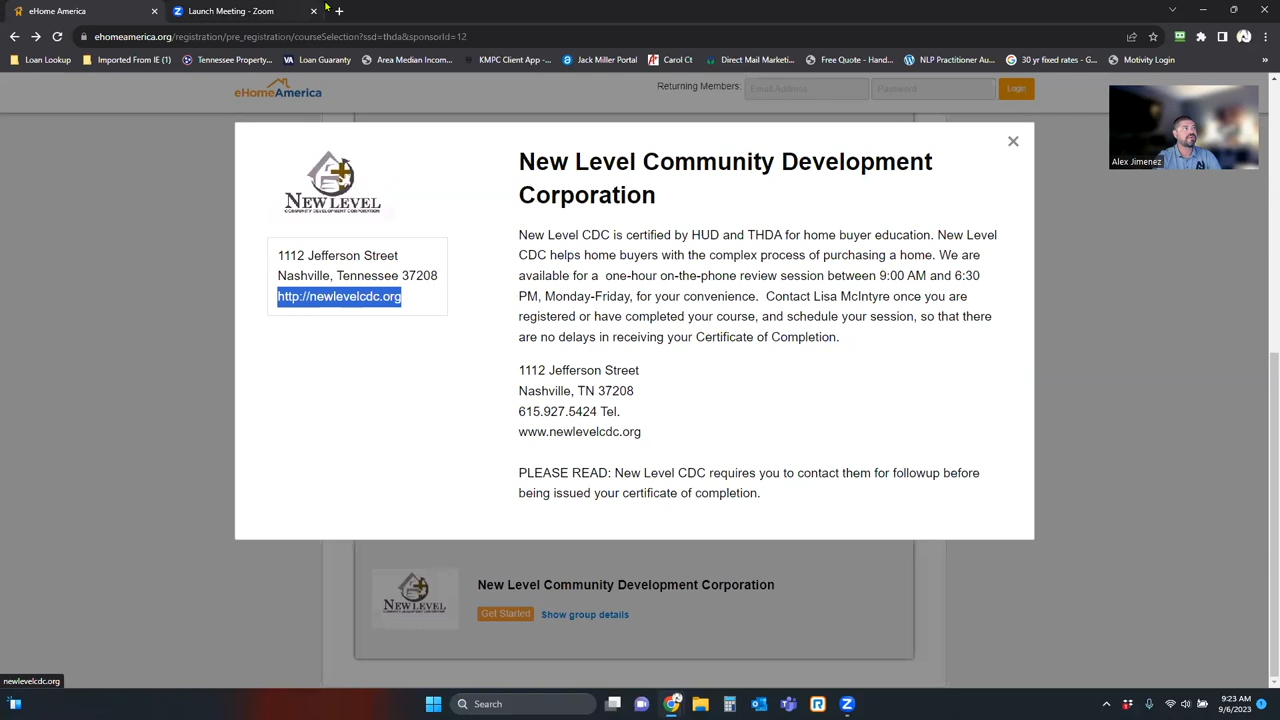 eHome America
Launch Meeting - Zoom
ehomeamerica.org/registration/pre_registration/courseSelection?ssd=thda&sponsorId=12
Loan Lookup
Imported From IE (1)
Tennessee Property...
Loan Guaranty
Area Median Incom...
KMPC Client App -...
Jack Miller Portal
Carol Ct
Direct Mail Market...
Free Quote - Hand...
NLP Practitioner Au...
30 yr fixed rates - G...
Motivity Login
eHomeAmerica
Returning Members:
Email Address
Password
Login
Alex Jimenez
NEW LEVEL
COMMUNITY DEVELOPMENT CORPORATION
1112 Jefferson Street
Nashville, Tennessee 37208
http://newlevelcdc.org
New Level Community Development
Corporation
New Level CDC is certified by HUD and THDA for home buyer education. New Level
CDC helps home buyers with the complex process of purchasing a home. We are
available for a one-hour on-the-phone review session between 9:00 AM and 6:30
PM, Monday-Friday, for your convenience. Contact Lisa McIntyre once you are
registered or have completed your course, and schedule your session, so that there
are no delays in receiving your Certificate of Completion.
1112 Jefferson Street
Nashville, TN 37208
615.927.5424 Tel.
www.newlevelcdc.org
PLEASE READ: New Level CDC requires you to contact them for followup before
being issued your certificate of completion.
NEW LEVEL
New Level Community Development Corporation
Get Started
Show group details
newlevelcdc.org
Search
9:23 AM
9/6/2023